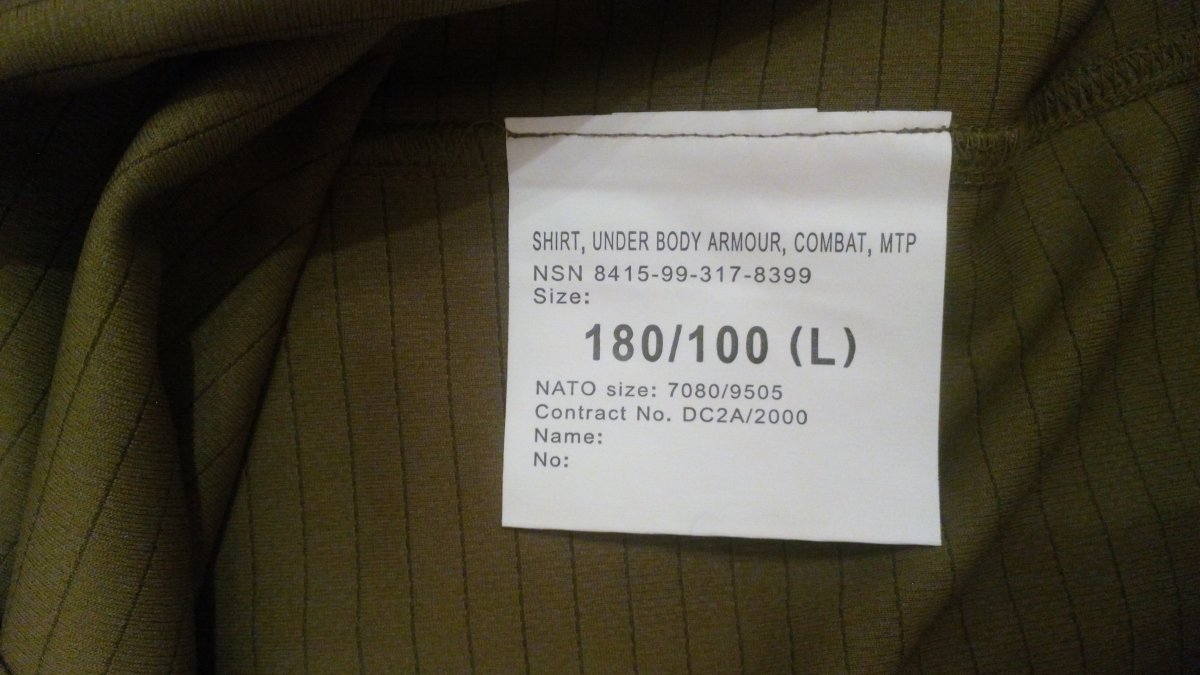 SHIRT, UNDER BODY ARMOUR, COMBAT, MTP
NSN 8415-99-317-8399
Size:
180/100 (L)
NATO size: 7080/9505
Contract No. DC2A/2000
Name:
No: